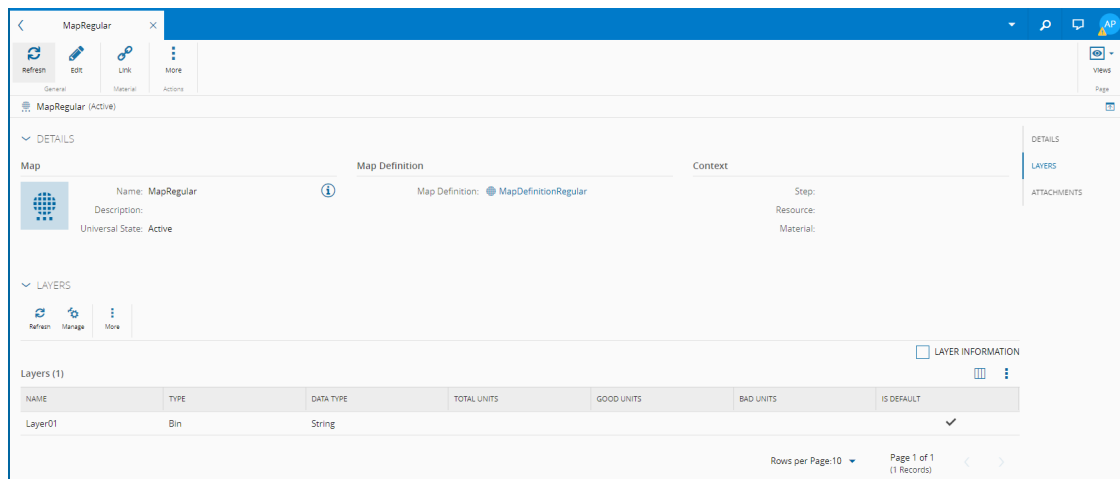 MapRegular
AP
Refresh Edit Link More Views
General Material Actions Page
MapRegular (Active)
DETAILS
Map Map Definition Context
Name: MapRegular Map Definition: MapDefinitionRegular Step:
Description: Resource:
Universal State: Active Material:
DETAILS
LAYERS
ATTACHMENTS
LAYERS
Refresh Manage More
LAYER INFORMATION
Layers (1)
NAME TYPE DATA TYPE TOTAL UNITS GOOD UNITS BAD UNITS IS DEFAULT
Layer01 Bin String
Rows per Page:10 Page 1 of 1
(1 Records)